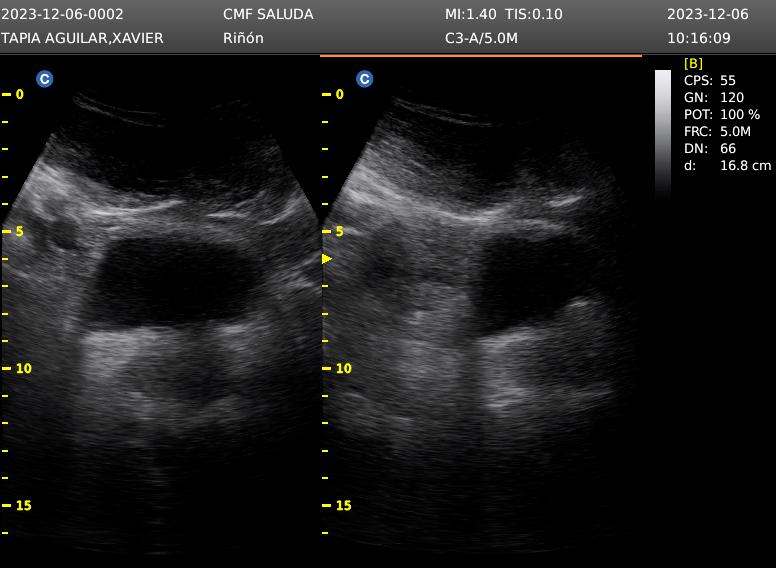 2023-12-06-0002 CMF SALUDA MI:1.40 TIS:0.10 2023-12-06
TAPIA AGUILAR,XAVIER Riñón C3-A/5.0M 10:16:09
[B]
CPS: 55
GN: 120
POT: 100 %
FRC: 5.0M
DN: 66
d: 16.8 cm
C C
0 0
5 5
10 10
15 15